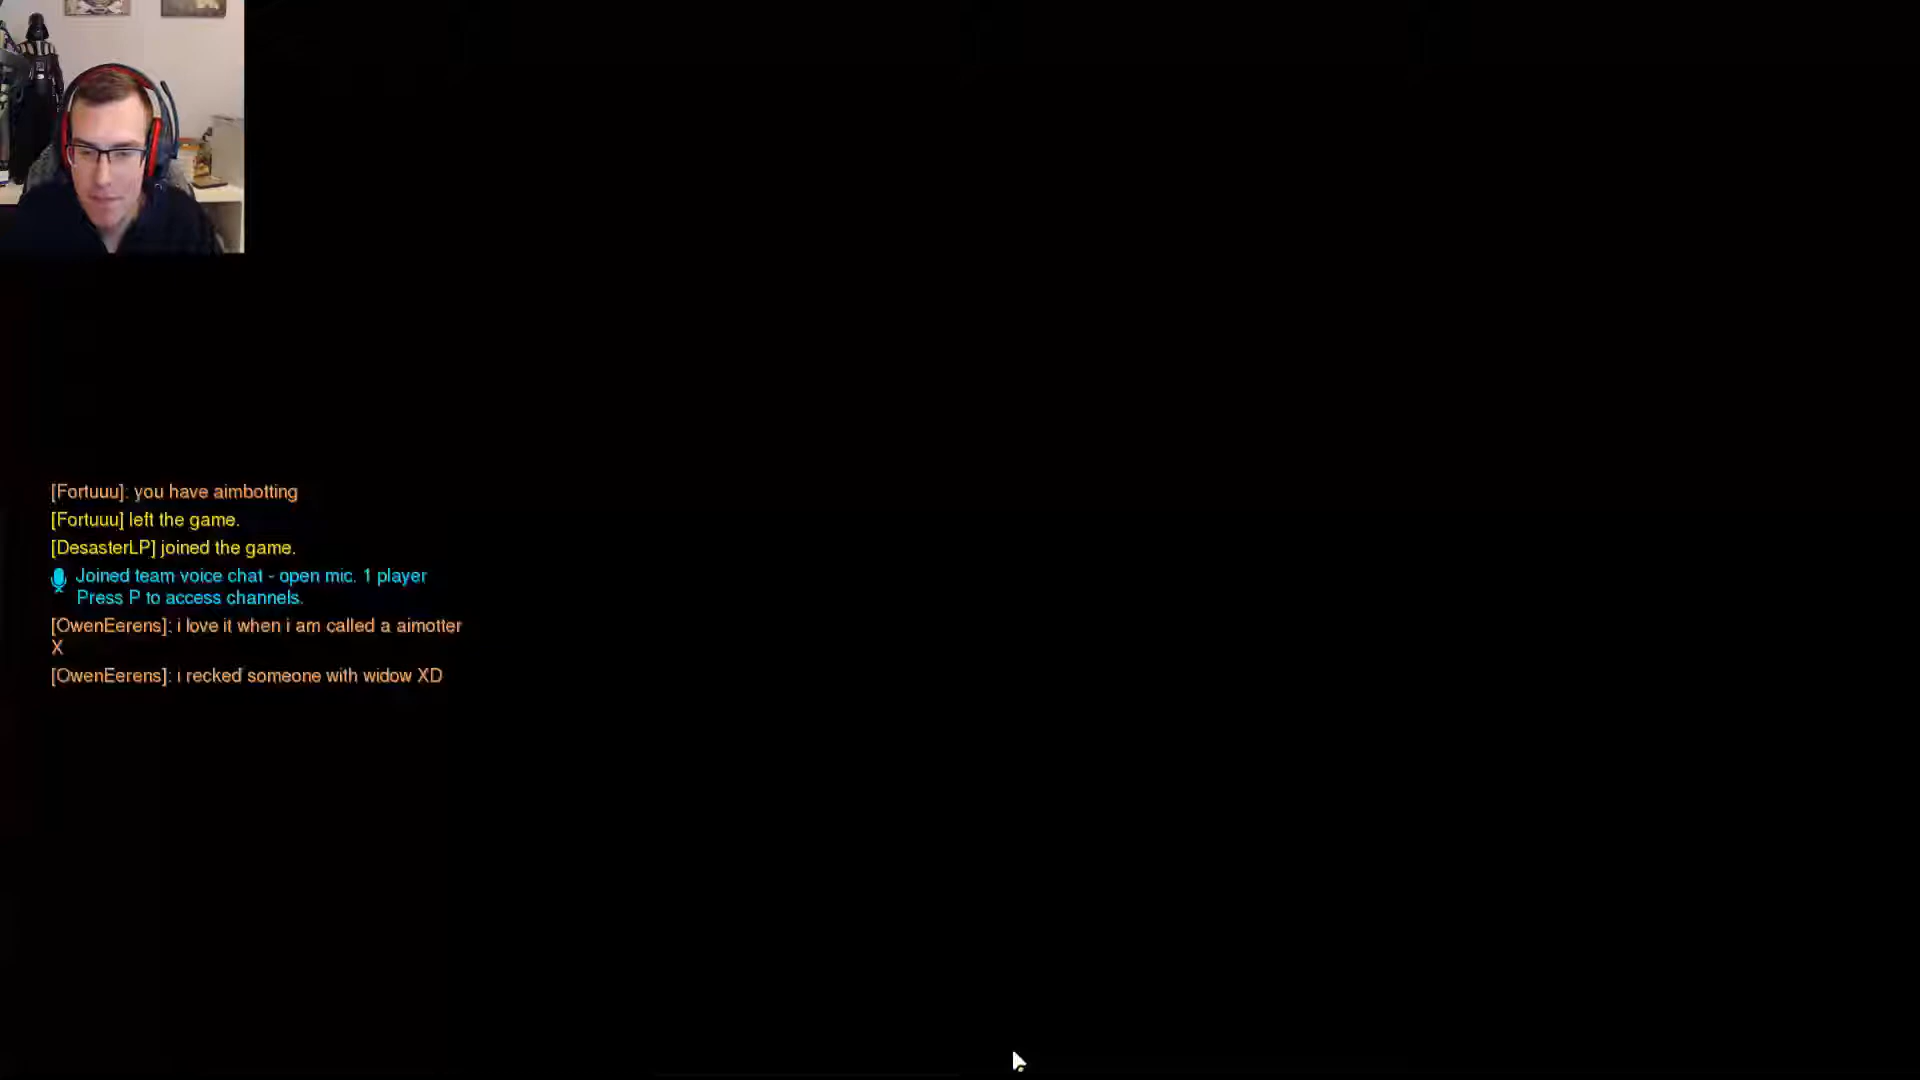 [Fortuuu]: you have aimbotting
[Fortuuu] left the game.
[DesasterLP] joined the game.
Joined team voice chat - open mic. 1 player
Press P to access channels.
[OwenEerens]: i love it when i am called a aimotter
X
[OwenEerens]: i recked someone with widow XD